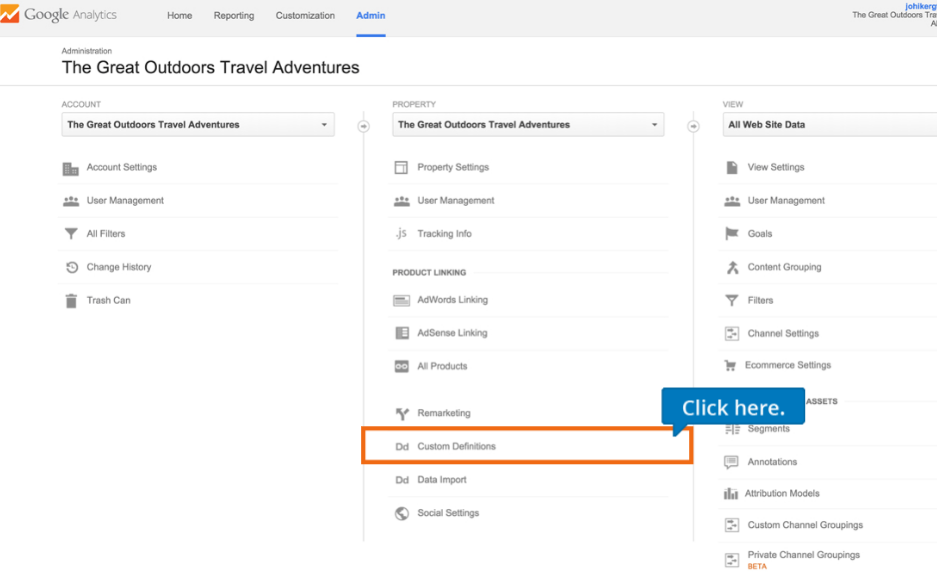 Google Analytics
Home Reporting Customization Admin
johikerg
The Great Outdoors Tra
Administration
The Great Outdoors Travel Adventures
ACCOUNT
The Great Outdoors Travel Adventures
Account Settings
User Management
All Filters
Change History
Trash Can
PROPERTY
The Great Outdoors Travel Adventures
Property Settings
User Management
.js Tracking Info
PRODUCT LINKING
AdWords Linking
AdSense Linking
All Products
Remarketing
Dd Custom Definitions
Dd Data Import
Social Settings
Click here.
VIEW
All Web Site Data
View Settings
User Management
Goals
Content Grouping
Filters
Channel Settings
Ecommerce Settings
ASSETS
Segments
Annotations
Attribution Models
Custom Channel Groupings
Private Channel Groupings
BETA